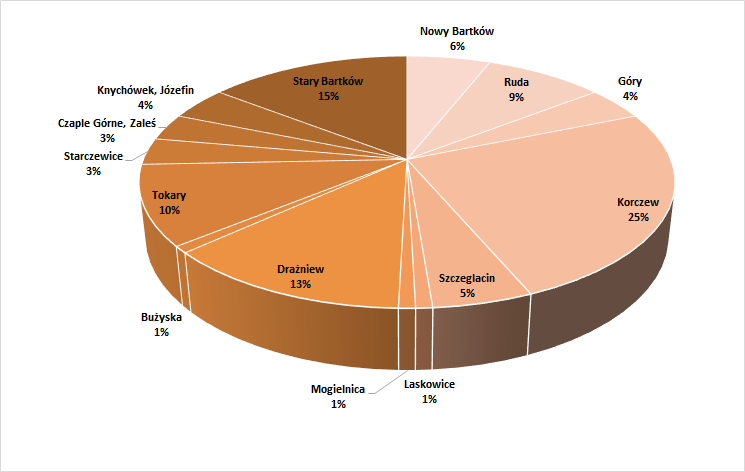 Nowy Bartków
6%
Ruda
9%
Góry
4%
Korczew
25%
Szczeglacin
5%
Laskowice
1%
Mogielnica
1%
Drażniew
13%
Bużyska
1%
Tokary
10%
Starczewice
3%
Czaple Górne, Zaleś
3%
Knychówek, Józefin
4%
Stary Bartków
15%